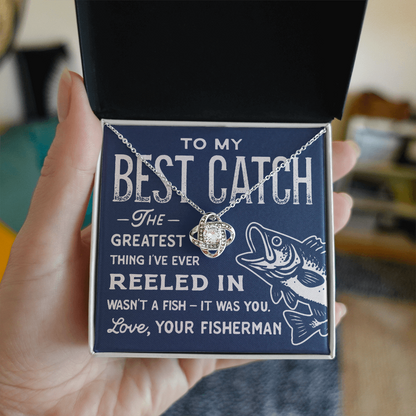 TO MY
BEST CATCH
– The –
GREATEST
THING I'VE EVER
REELED IN
WASN'T A FISH – IT WAS YOU.
Love, YOUR FISHERMAN